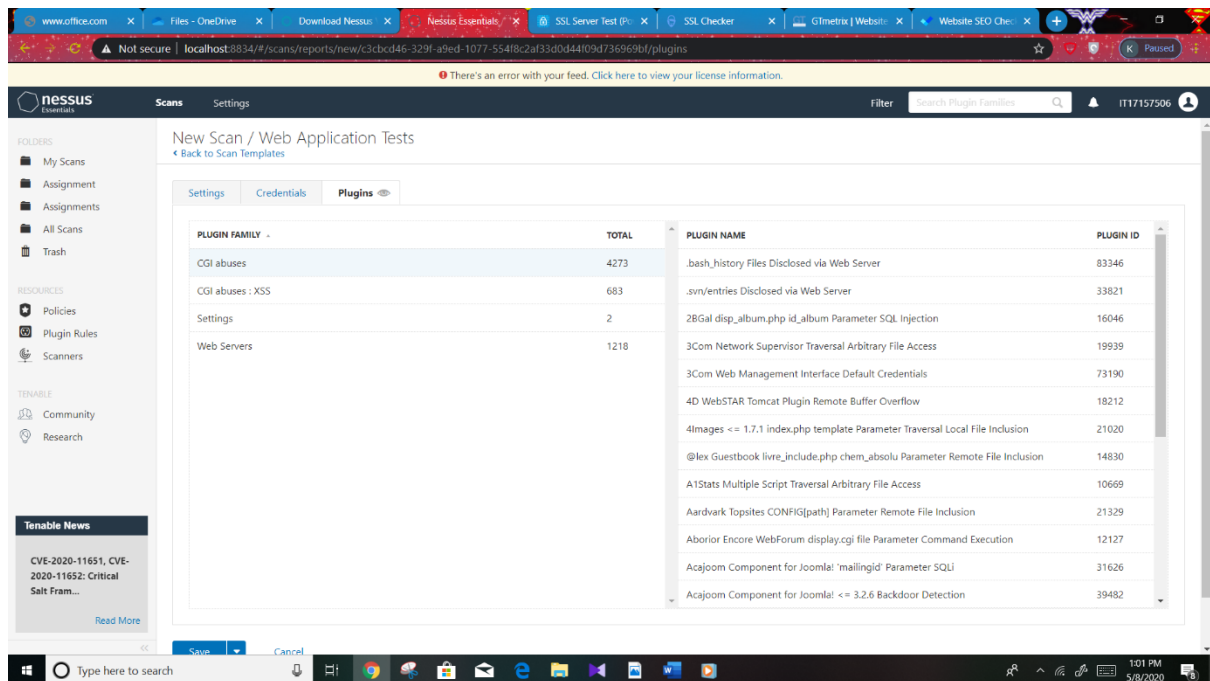 www.office.com
Files - OneDrive
Download Nessus
Nessus Essentials /
SSL Server Test (Po
SSL Checker
GTmetrix | Website
Website SEO Chec
Not secure | localhost:8834/#/scans/reports/new/c3cbcd46-329f-a9ed-1077-554f8c2af33d0d44f09d736969bf/plugins
K Paused
There's an error with your feed. Click here to view your license information.
nessus Essentials
Scans Settings
Filter Search Plugin Families IT17157506
FOLDERS
My Scans
Assignment
Assignments
All Scans
Trash
RESOURCES
Policies
Plugin Rules
Scanners
TENABLE
Community
Research
Tenable News
CVE-2020-11651, CVE-
2020-11652: Critical
Salt Fram...
Read More
New Scan / Web Application Tests
Back to Scan Templates
Settings Credentials Plugins
PLUGIN FAMILY TOTAL
CGI abuses 4273
CGI abuses : XSS 683
Settings 2
Web Servers 1218
PLUGIN NAME PLUGIN ID
.bash_history Files Disclosed via Web Server 83346
.svn/entries Disclosed via Web Server 33821
2BGal disp_album.php id_album Parameter SQL Injection 16046
3Com Network Supervisor Traversal Arbitrary File Access 19939
3Com Web Management Interface Default Credentials 73190
4D WebSTAR Tomcat Plugin Remote Buffer Overflow 18212
4Images <= 1.7.1 index.php template Parameter Traversal Local File Inclusion 21020
@lex Guestbook livre_include.php chem_absolu Parameter Remote File Inclusion 14830
A1Stats Multiple Script Traversal Arbitrary File Access 10669
Aardvark Topsites CONFIG[path] Parameter Remote File Inclusion 21329
Aborior Encore WebForum display.cgi file Parameter Command Execution 12127
Acajoom Component for Joomla! 'mailingid' Parameter SQLi 31626
Acajoom Component for Joomla! <= 3.2.6 Backdoor Detection 39482
Save Cancel
Type here to search
1:01 PM
5/8/2020